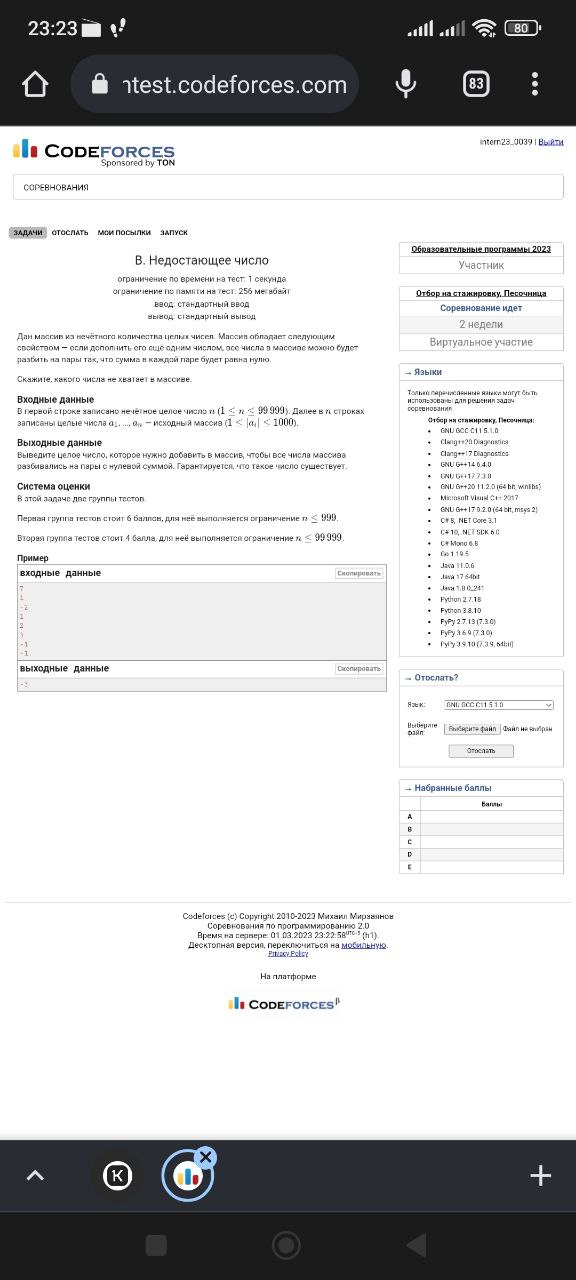 23:23
80
ntest.codeforces.com
83
CODEFORCES
Sponsored by TON
intern23_0039 | Выйти
СОРЕВНОВАНИЯ
ЗАДАЧИ ОТОСЛАТЬ МОИ ПОСЫЛКИ ЗАПУСК
B. Недостающее число
ограничение по времени на тест: 1 секунда
ограничение по памяти на тест: 256 мегабайт
ввод: стандартный ввод
вывод: стандартный вывод
Дан массив из нечётного количества целых чисел. Массив обладает следующим
свойством — если дополнить его ещё одним числом, все числа в массиве можно будет
разбить на пары так, что сумма в каждой паре будет равна нулю.
Скажите, какого числа не хватает в массиве.
Входные данные
В первой строке записано нечётное целое число n (1 ≤ n ≤ 99 999). Далее в n строках
записаны целые числа a₁, ..., aₙ — исходный массив (1 ≤ |aᵢ| ≤ 1000).
Выходные данные
Выведите целое число, которое нужно добавить в массив, чтобы все числа массива
разбивались на пары с нулевой суммой. Гарантируется, что такое число существует.
Система оценки
В этой задаче две группы тестов.
Первая группа тестов стоит 6 баллов, для неё выполняется ограничение n ≤ 999.
Вторая группа тестов стоит 4 балла, для неё выполняется ограничение n ≤ 99 999.
Пример
входные данные
Скопировать
7
1
-2
1
2
3
-1
-1
выходные данные
Скопировать
-3
Образовательные программы 2023
Участник
Отбор на стажировку, Песочница
Соревнование идет
2 недели
Виртуальное участие
→ Языки
Только перечисленные языки могут быть
использованы для решения задач
соревнования
Отбор на стажировку, Песочница:
GNU GCC C11 5.1.0
Clang++20 Diagnostics
Clang++17 Diagnostics
GNU G++14 6.4.0
GNU G++17 7.3.0
GNU G++20 11.2.0 (64 bit, winlibs)
Microsoft Visual C++ 2017
GNU G++17 9.2.0 (64 bit, msys 2)
C# 8, .NET Core 3.1
C# 10, .NET SDK 6.0
C# Mono 6.8
Go 1.19.5
Java 11.0.6
Java 17 64bit
Java 1.8.0_241
Python 2.7.18
Python 3.8.10
PyPy 2.7.13 (7.3.0)
PyPy 3.6.9 (7.3.0)
PyPy 3.9.10 (7.3.9, 64bit)
→ Отослать?
Язык: GNU GCC C11 5.1.0
Выберите
файл: Выберите файл Файл не выбран
Отослать
→ Набранные баллы
Баллы
A
B
C
D
E
Codeforces (c) Copyright 2010-2023 Михаил Мирзаянов
Соревнования по программированию 2.0
Время на сервере: 01.03.2023 23:22:58 (h1).
Десктопная версия, переключиться на мобильную.
Privacy Policy
На платформе
CODEFORCES β